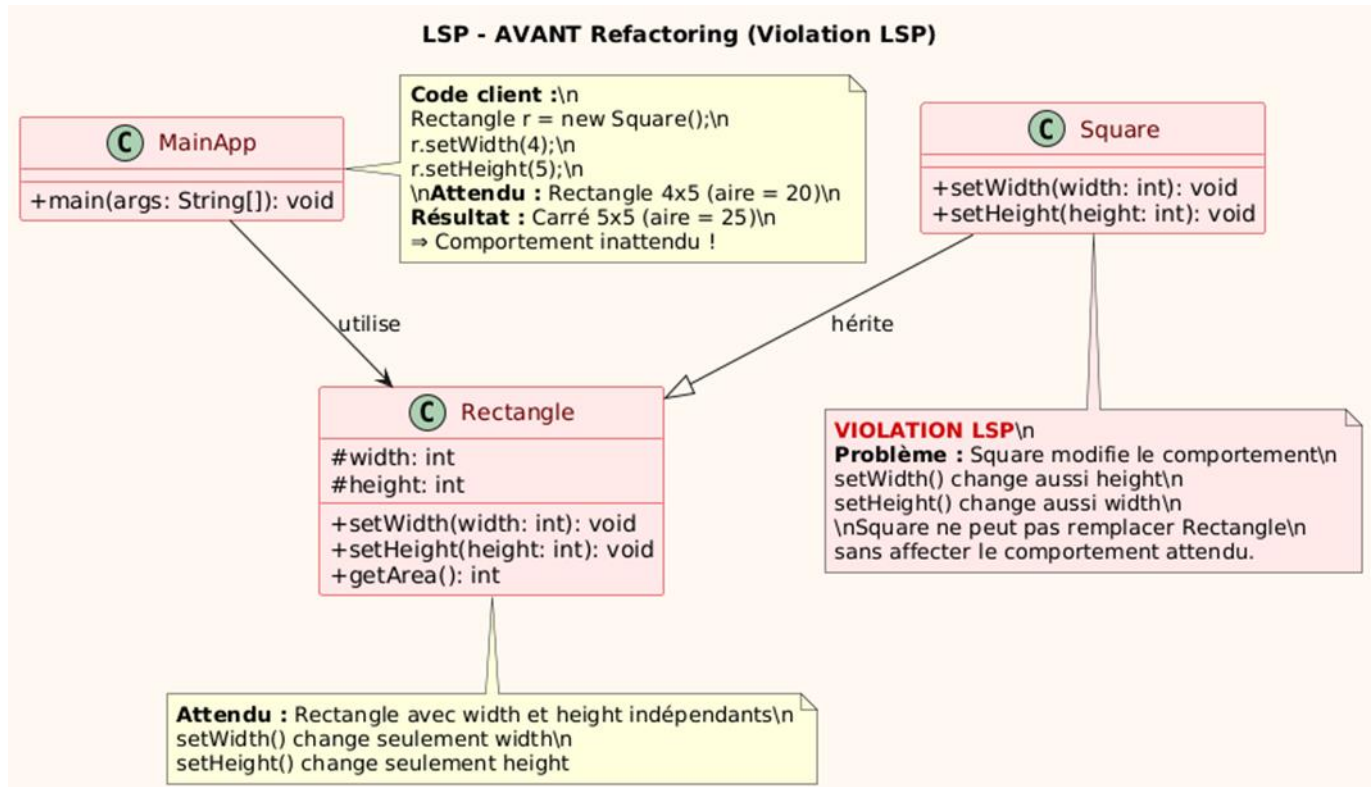 LSP - AVANT Refactoring (Violation LSP)
C MainApp
+main(args: String[]): void
Code client :\n
Rectangle r = new Square();\n
r.setWidth(4);\n
r.setHeight(5);\n
\nAttendu : Rectangle 4x5 (aire = 20)\n
Résultat : Carré 5x5 (aire = 25)\n
⇒ Comportement inattendu !
C Square
+setWidth(width: int): void
+setHeight(height: int): void
utilise
hérite
C Rectangle
#width: int
#height: int
+setWidth(width: int): void
+setHeight(height: int): void
+getArea(): int
VIOLATION LSP\n
Problème : Square modifie le comportement\n
setWidth() change aussi height\n
setHeight() change aussi width\n
\nSquare ne peut pas remplacer Rectangle\n
sans affecter le comportement attendu.
Attendu : Rectangle avec width et height indépendants\n
setWidth() change seulement width\n
setHeight() change seulement height